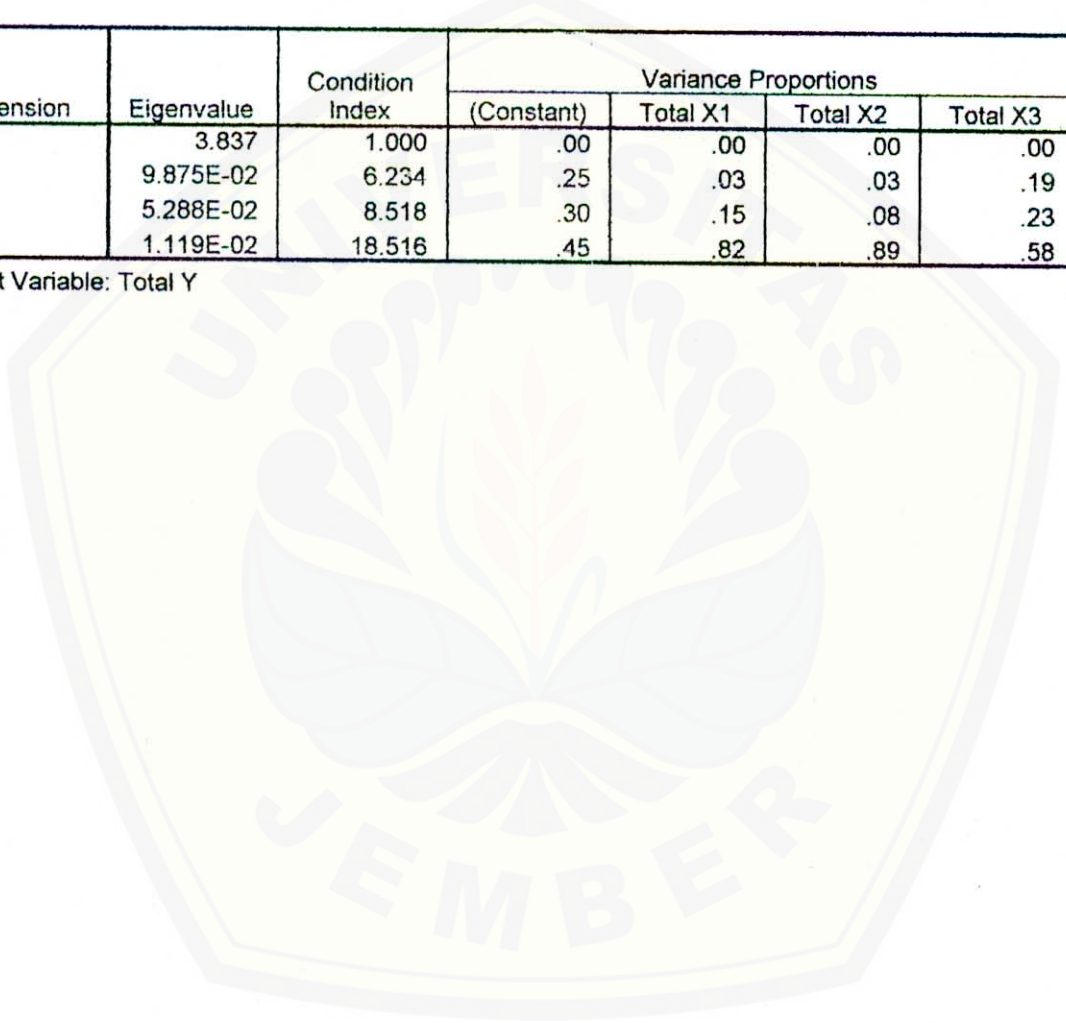 Condition Variance Proportions
ension Eigenvalue Index (Constant) Total X1 Total X2 Total X3
3.837 1.000 .00 .00 .00 .00
9.875E-02 6.234 .25 .03 .03 .19
5.288E-02 8.518 .30 .15 .08 .23
1.119E-02 18.516 .45 .82 .89 .58
t Variable: Total Y
UNIVERSITAS
JEMBER